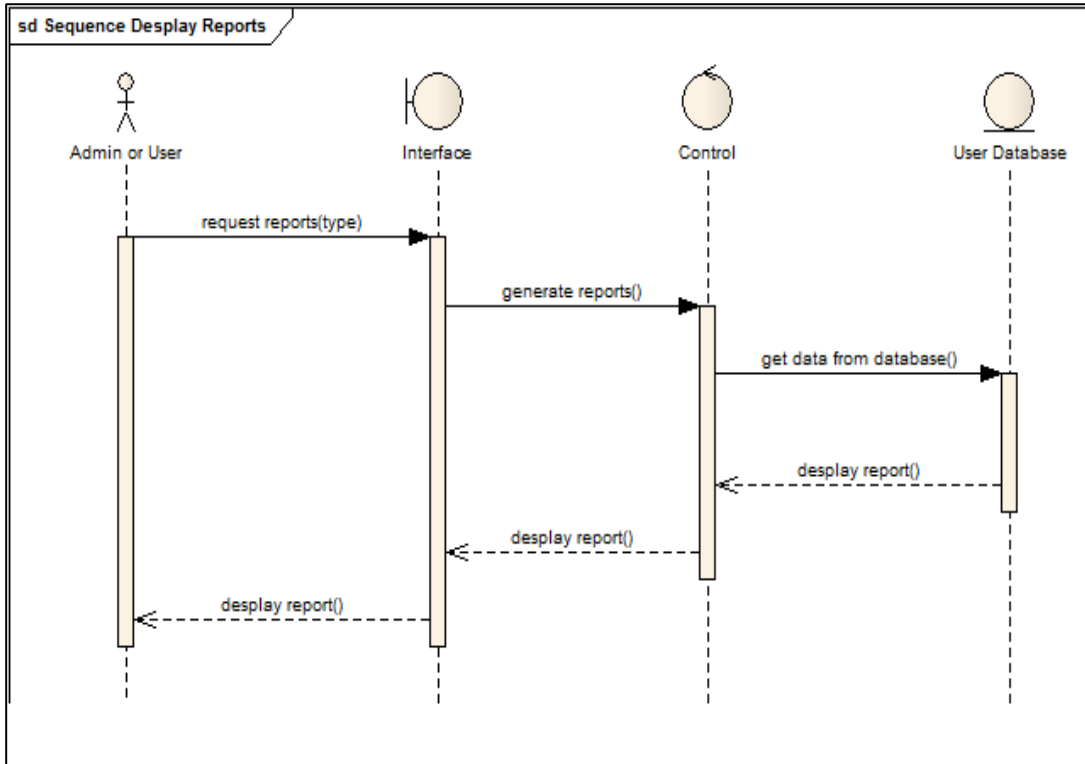 sd Sequence Desplay Reports
Admin or User
Interface
Control
User Database
request reports(type)
generate reports()
get data from database()
desplay report()
desplay report()
desplay report()